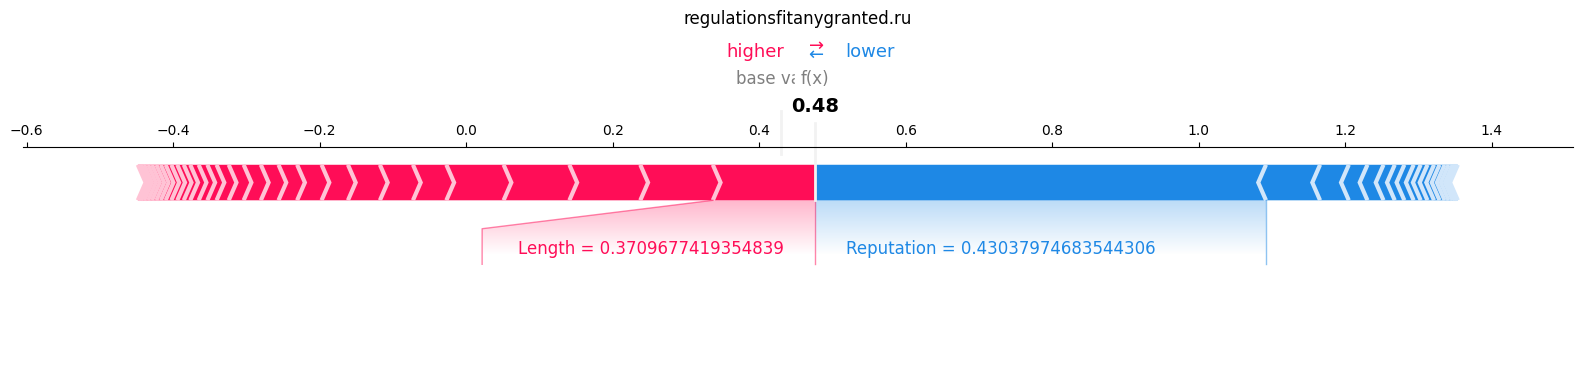 regulationsfitanygranted.ru
higher → ← lower
base va f(x)
0.48
−0.6 −0.4 −0.2 0.0 0.2 0.4 0.6 0.8 1.0 1.2 1.4
Length = 0.3709677419354839 Reputation = 0.43037974683544306